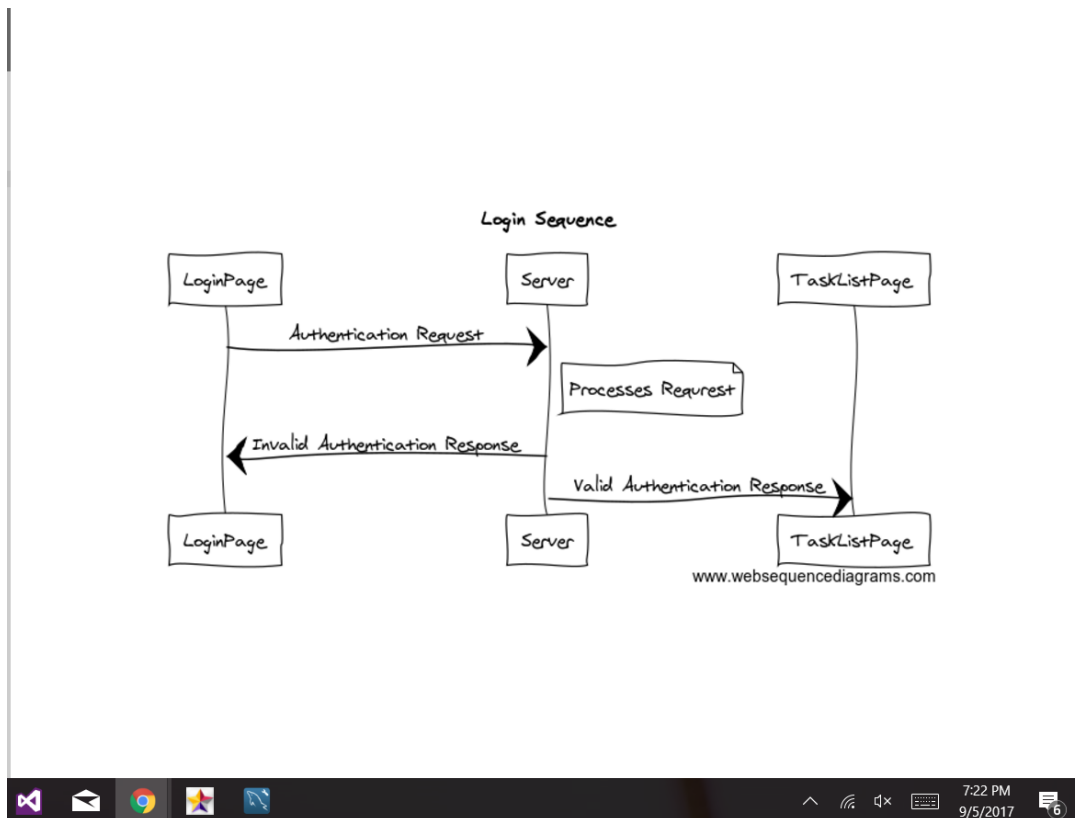 Login Sequence
LoginPage Server TaskListPage
Authentication Request
Processes Requrest
Invalid Authentication Response
Valid Authentication Response
LoginPage Server TaskListPage
www.websequencediagrams.com
7:22 PM
9/5/2017
6